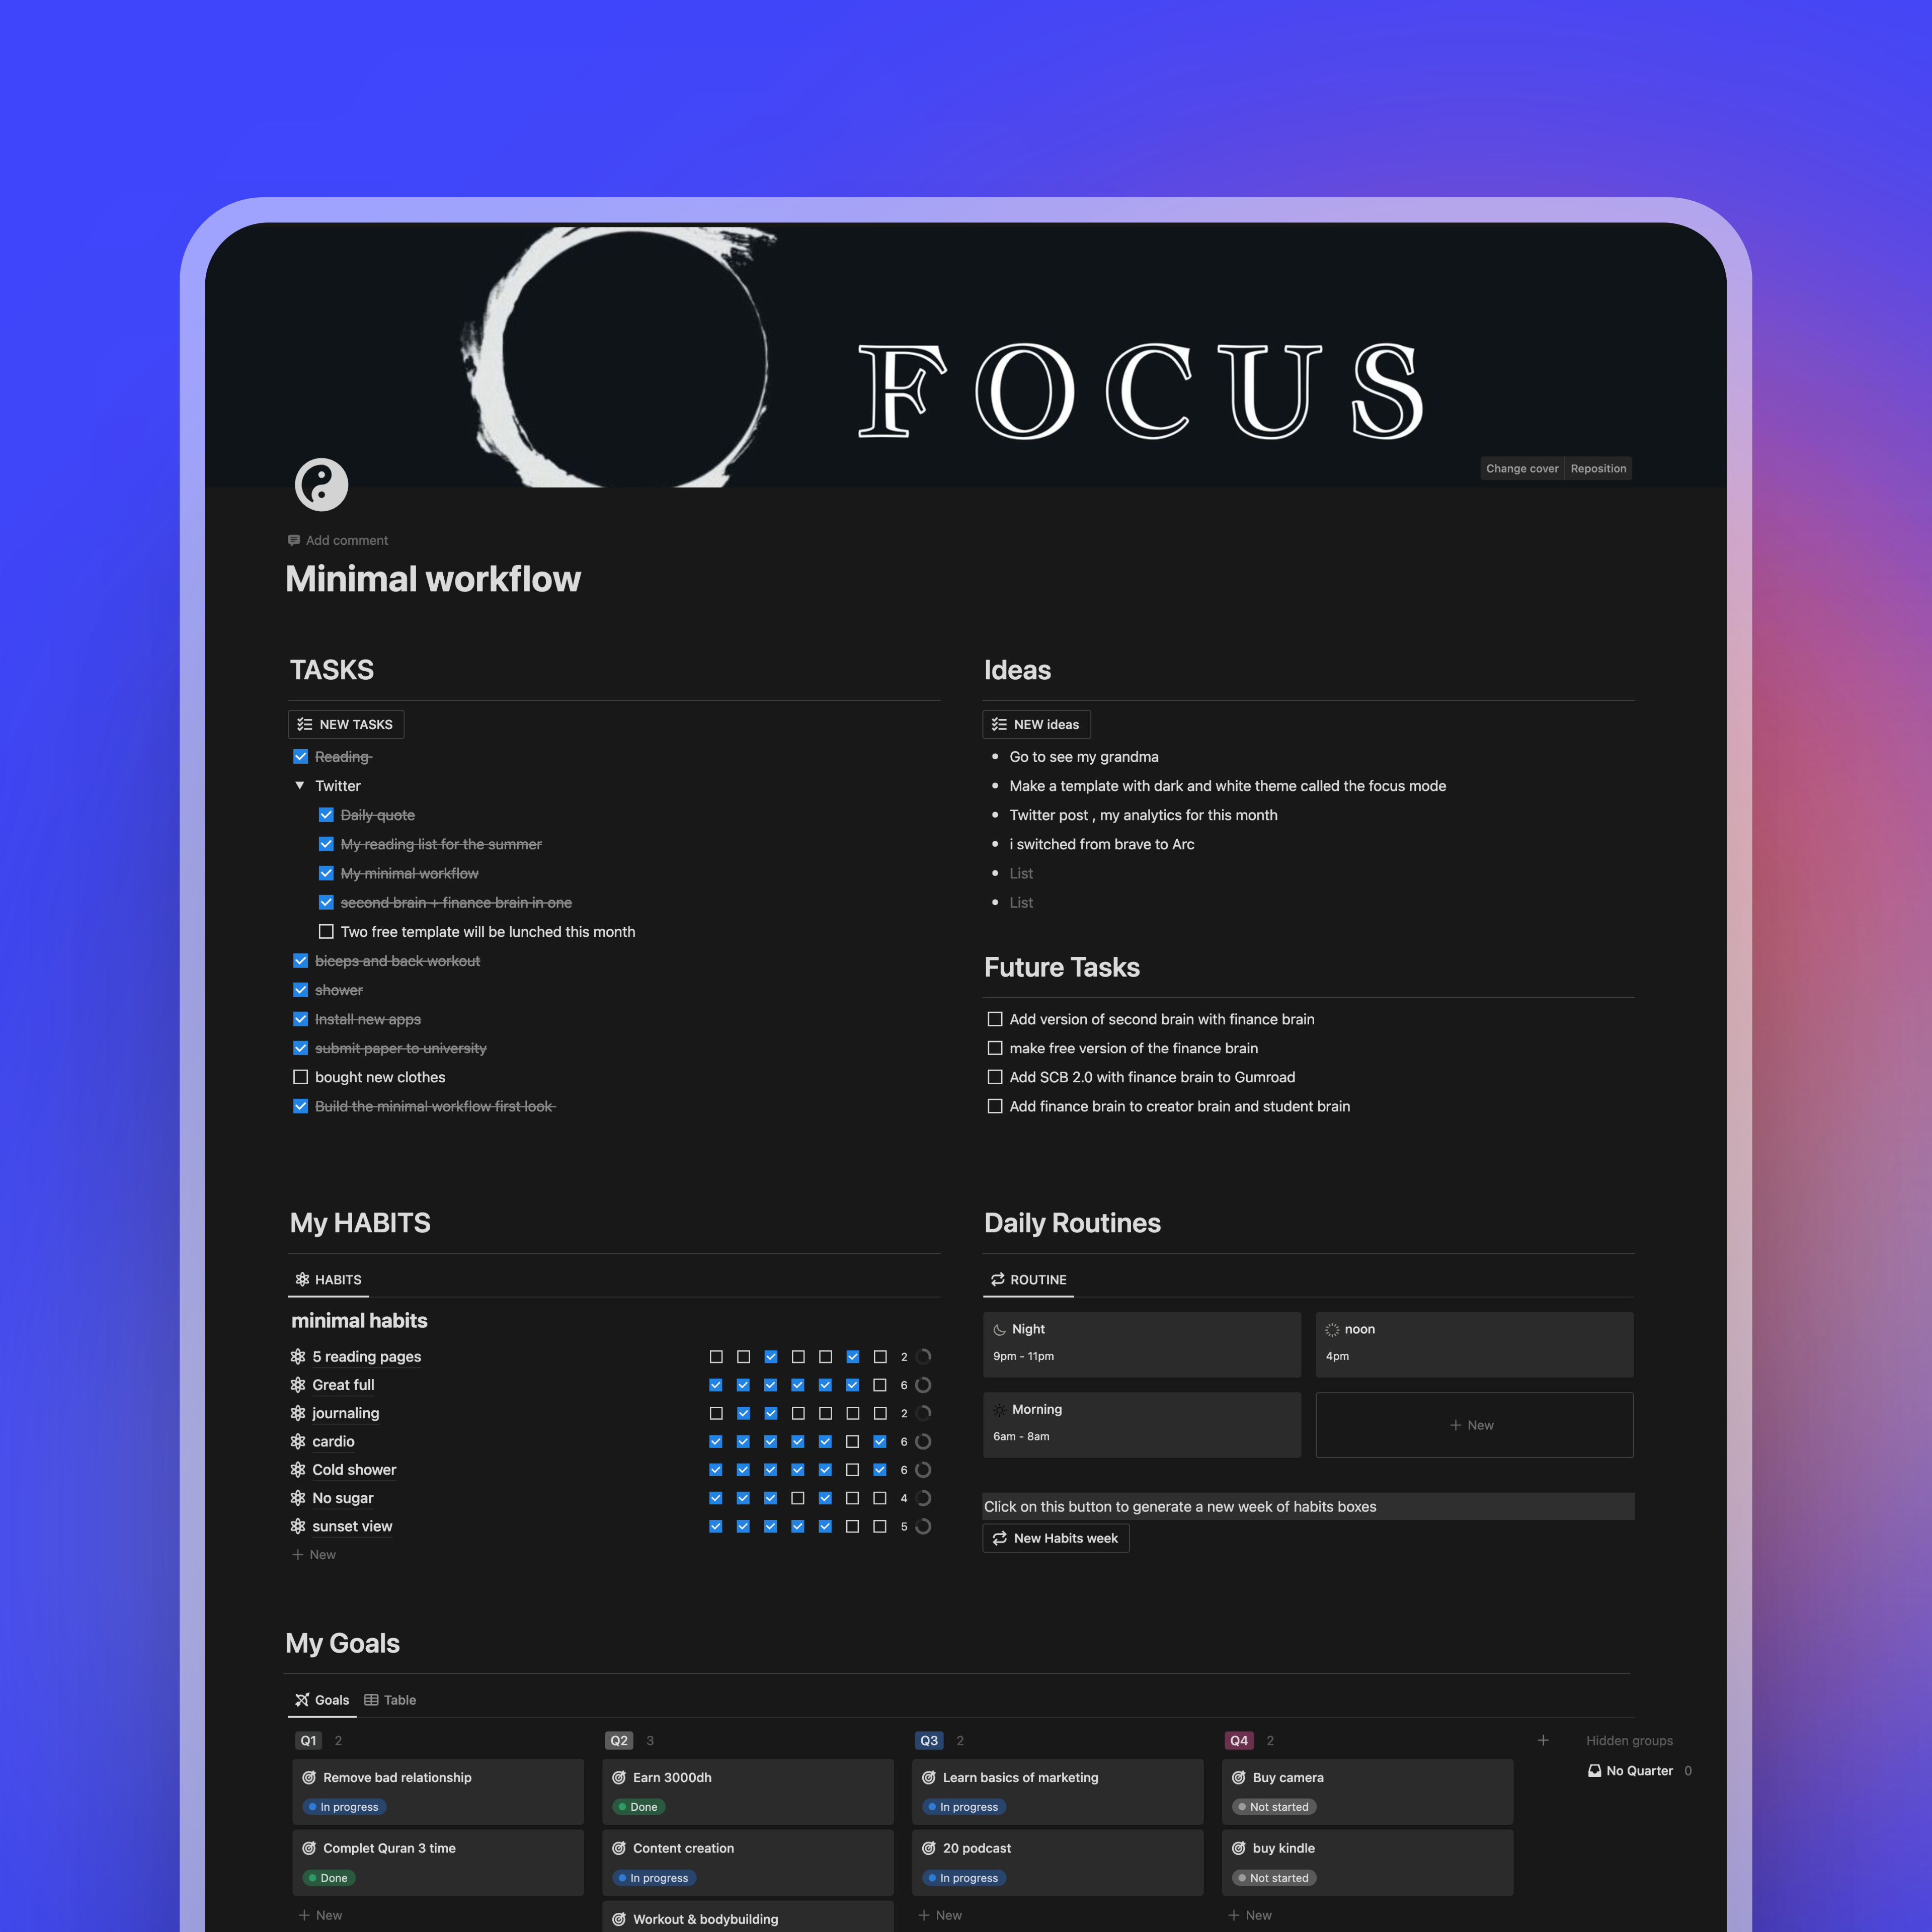 FOCUS
Change cover
Reposition
Add comment
Minimal workflow
TASKS
NEW TASKS
Reading
Twitter
Daily quote
My reading list for the summer
My minimal workflow
second brain + finance brain in one
Two free template will be lunched this month
biceps and back workout
shower
Install new apps
submit paper to university
bought new clothes
Build the minimal workflow first look
Ideas
NEW ideas
Go to see my grandma
Make a template with dark and white theme called the focus mode
Twitter post , my analytics for this month
i switched from brave to Arc
List
List
Future Tasks
Add version of second brain with finance brain
make free version of the finance brain
Add SCB 2.0 with finance brain to Gumroad
Add finance brain to creator brain and student brain
My HABITS
HABITS
minimal habits
5 reading pages 2
Great full 6
journaling 2
cardio 6
Cold shower 6
No sugar 4
sunset view 5
+ New
Daily Routines
ROUTINE
Night
9pm - 11pm
noon
4pm
Morning
6am - 8am
+ New
Click on this button to generate a new week of habits boxes
New Habits week
My Goals
Goals
Table
Q1 2
Remove bad relationship
In progress
Complet Quran 3 time
Done
+ New
Q2 3
Earn 3000dh
Done
Content creation
In progress
Workout & bodybuilding
Q3 2
Learn basics of marketing
In progress
20 podcast
In progress
+ New
Q4 2
Buy camera
Not started
buy kindle
Not started
+ New
+
Hidden groups
No Quarter 0